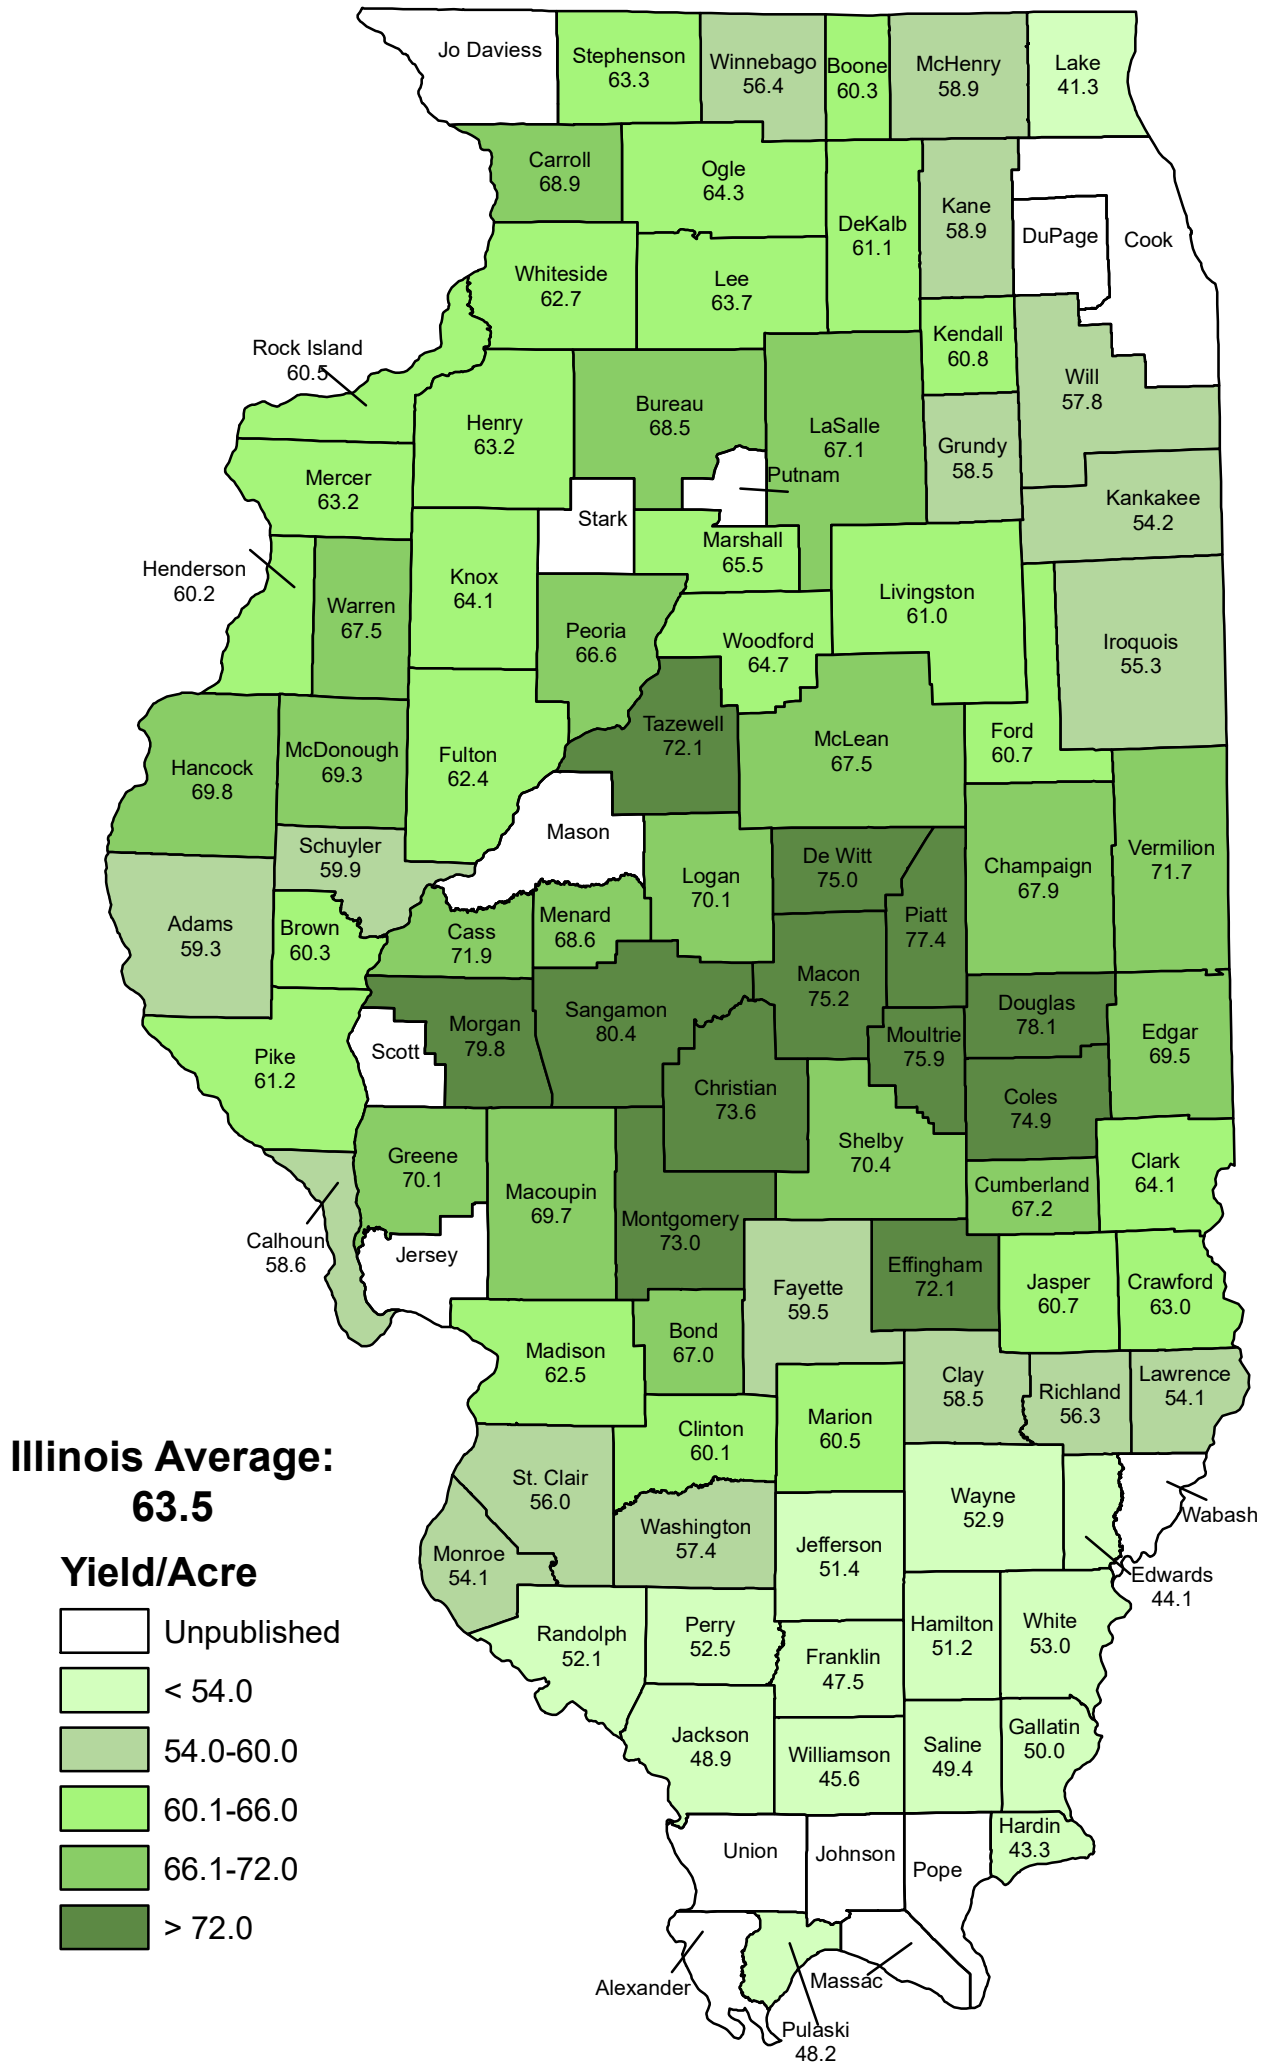 Jo Daviess
Stephenson
63.3
Winnebago
56.4
Boone
60.3
McHenry
58.9
Lake
41.3
Carroll
68.9
Ogle
64.3
DeKalb
61.1
Kane
58.9
DuPage
Cook
Whiteside
62.7
Lee
63.7
Rock Island
60.5
Kendall
60.8
Will
57.8
Henry
63.2
Bureau
68.5
LaSalle
67.1
Grundy
58.5
Mercer
63.2
Putnam
Kankakee
54.2
Stark
Marshall
65.5
Henderson
60.2
Warren
67.5
Knox
64.1
Peoria
66.6
Livingston
61.0
Woodford
64.7
Iroquois
55.3
Tazewell
72.1
McLean
67.5
Ford
60.7
Hancock
69.8
McDonough
69.3
Fulton
62.4
Mason
Schuyler
59.9
Logan
70.1
De Witt
75.0
Champaign
67.9
Vermilion
71.7
Adams
59.3
Brown
60.3
Cass
71.9
Menard
68.6
Piatt
77.4
Macon
75.2
Morgan
79.8
Sangamon
80.4
Douglas
78.1
Edgar
69.5
Moultrie
75.9
Scott
Pike
61.2
Christian
73.6
Coles
74.9
Shelby
70.4
Greene
70.1
Macoupin
69.7
Montgomery
73.0
Cumberland
67.2
Clark
64.1
Calhoun
58.6
Jersey
Fayette
59.5
Effingham
72.1
Jasper
60.7
Crawford
63.0
Madison
62.5
Bond
67.0
Clay
58.5
Richland
56.3
Lawrence
54.1
Clinton
60.1
Marion
60.5
St. Clair
56.0
Wayne
52.9
Wabash
Washington
57.4
Jefferson
51.4
Monroe
54.1
Edwards
44.1
Randolph
52.1
Perry
52.5
Hamilton
51.2
White
53.0
Franklin
47.5
Jackson
48.9
Williamson
45.6
Saline
49.4
Gallatin
50.0
Hardin
43.3
Union
Johnson
Pope
Alexander
Massac
Pulaski
48.2
Illinois Average:
63.5
Yield/Acre
Unpublished
< 54.0
54.0-60.0
60.1-66.0
66.1-72.0
> 72.0